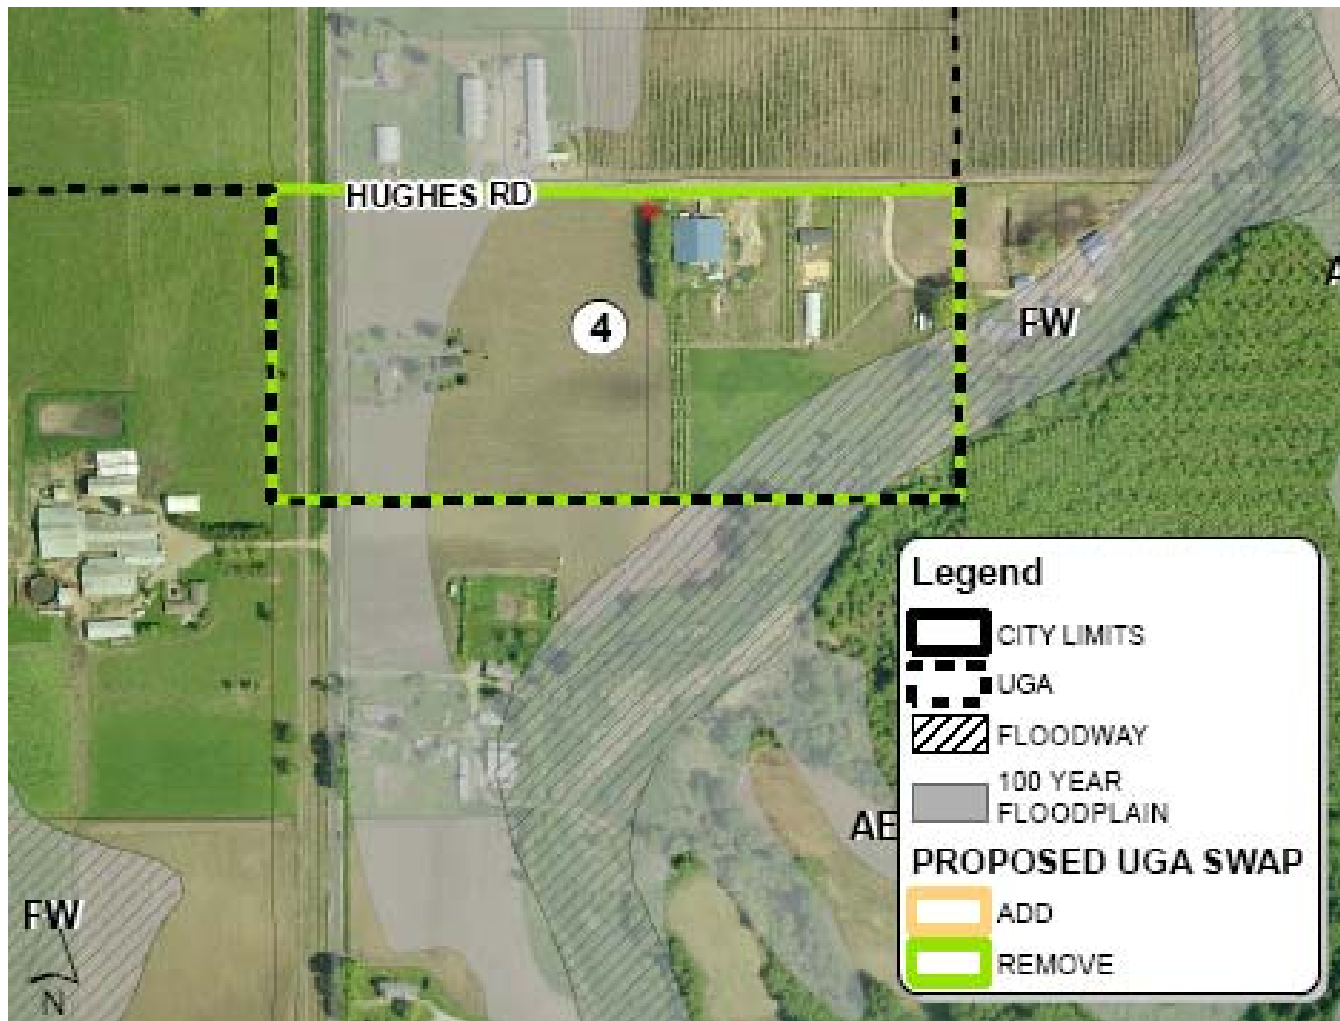 HUGHES RD
4
FW
A
Legend
CITY LIMITS
UGA
FLOODWAY
100 YEAR
FLOODPLAIN
AE
PROPOSED UGA SWAP
ADD
FW
REMOVE
N